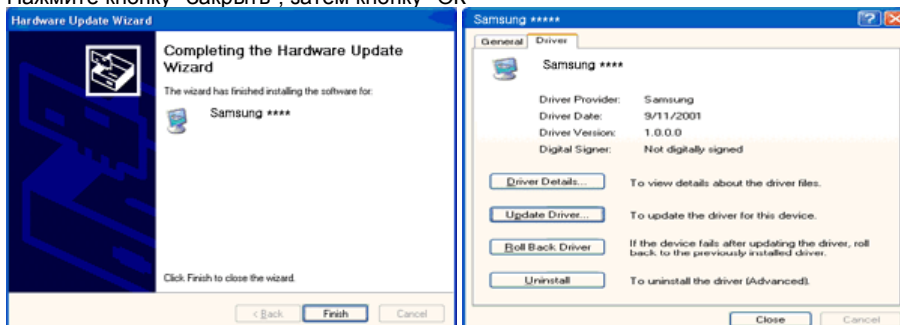 Нажмите кнопку "Закрыть", затем кнопку "ОК"
Hardware Update Wizard
Completing the Hardware Update
Wizard
The wizard has finished installing the software for:
Samsung ****
Click Finish to close the wizard.
< Back
Finish
Cancel
Samsung *****
General
Driver
Samsung ****
Driver Provider: Samsung
Driver Date: 9/11/2001
Driver Version: 1.0.0.0
Digital Signer: Not digitally signed
Driver Details... To view details about the driver files.
Update Driver... To update the driver for this device.
Roll Back Driver If the device fails after updating the driver, roll
back to the previously installed driver.
Uninstall To uninstall the driver (Advanced).
Close
Cancel